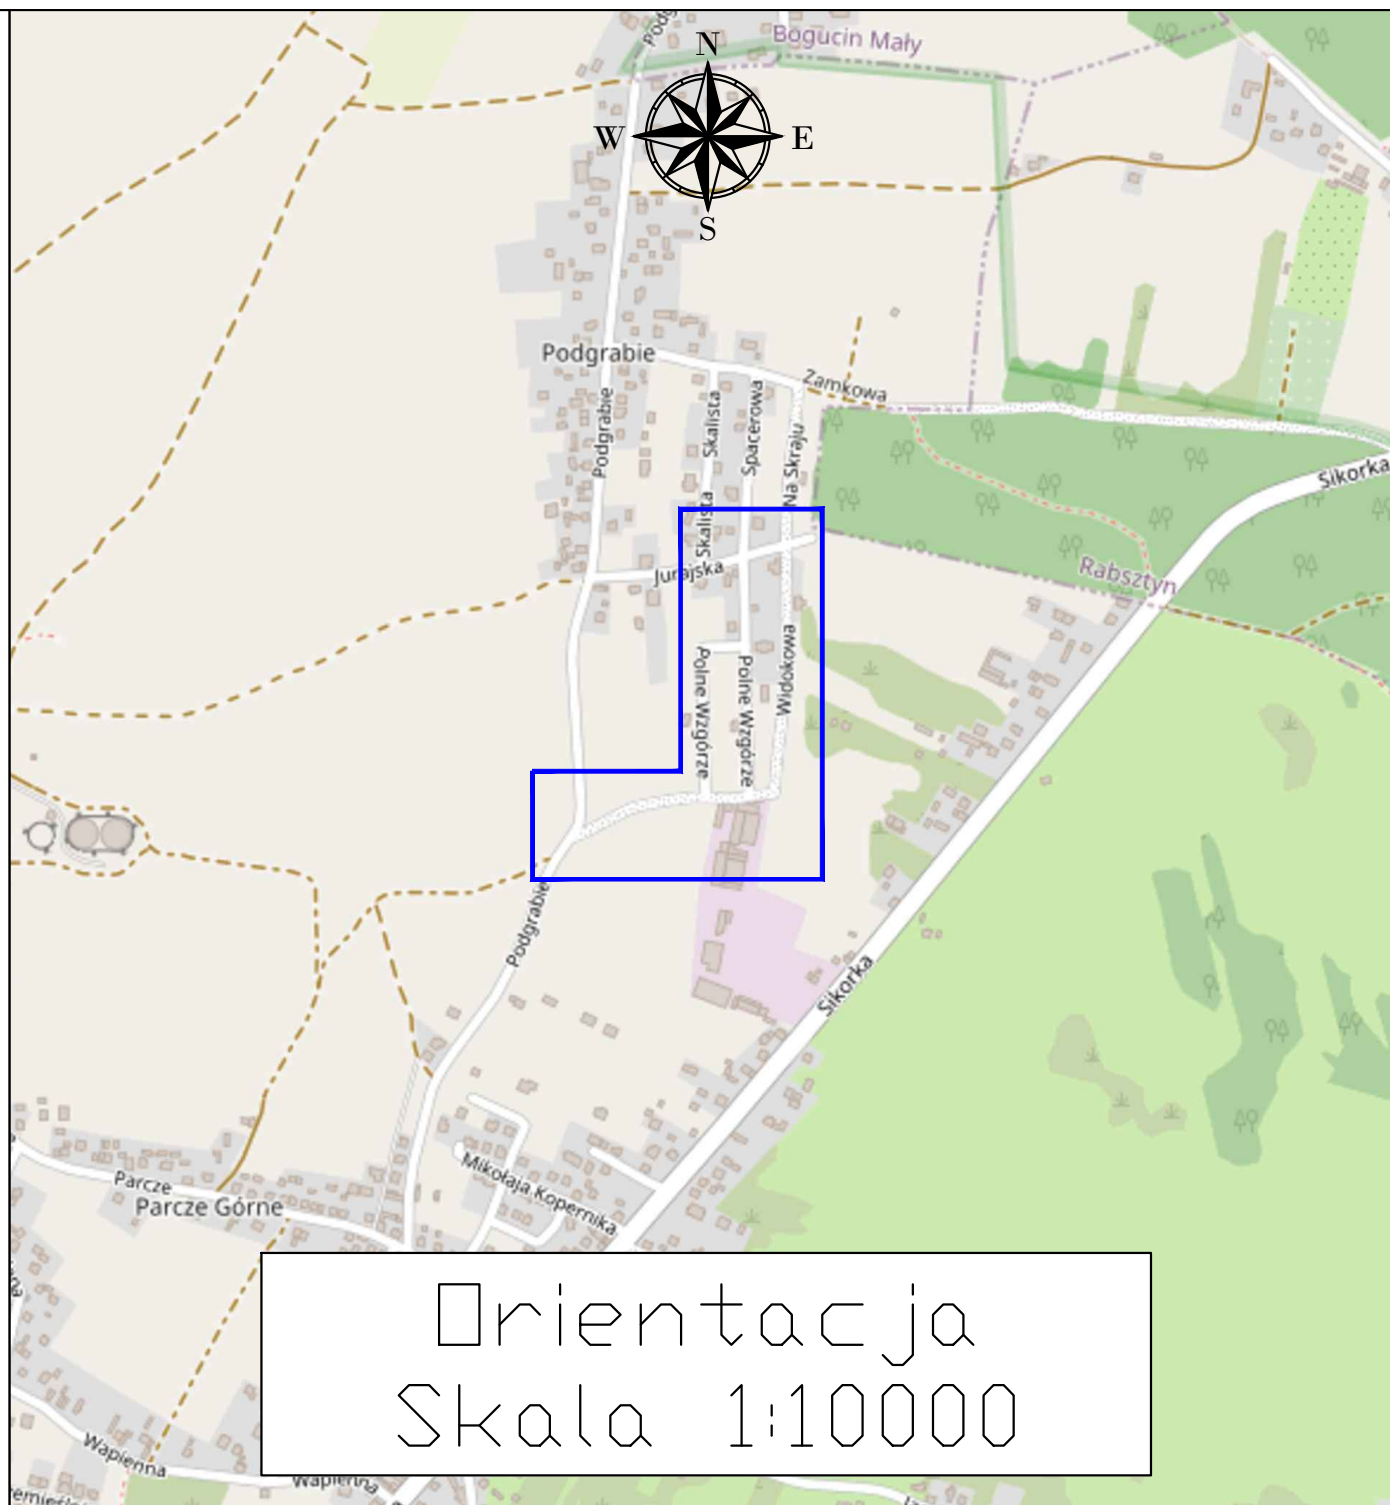 Podg
Bogucin Mały
N
W
E
S
Podgrabie
Zamkowa
Podgrabie
Skalista
Spacerowa
Na Skraju
Sikorka
Skalista
Jurajska
Rabsztyn
Polne Wzgórze
Polne Wzgórze
Widokowa
Podgrabie
Sikorka
Mikołaja Kopernika
Parcze
Parcze Górne
Orientacja
Skala 1:10000
Wapienna
Wapienna